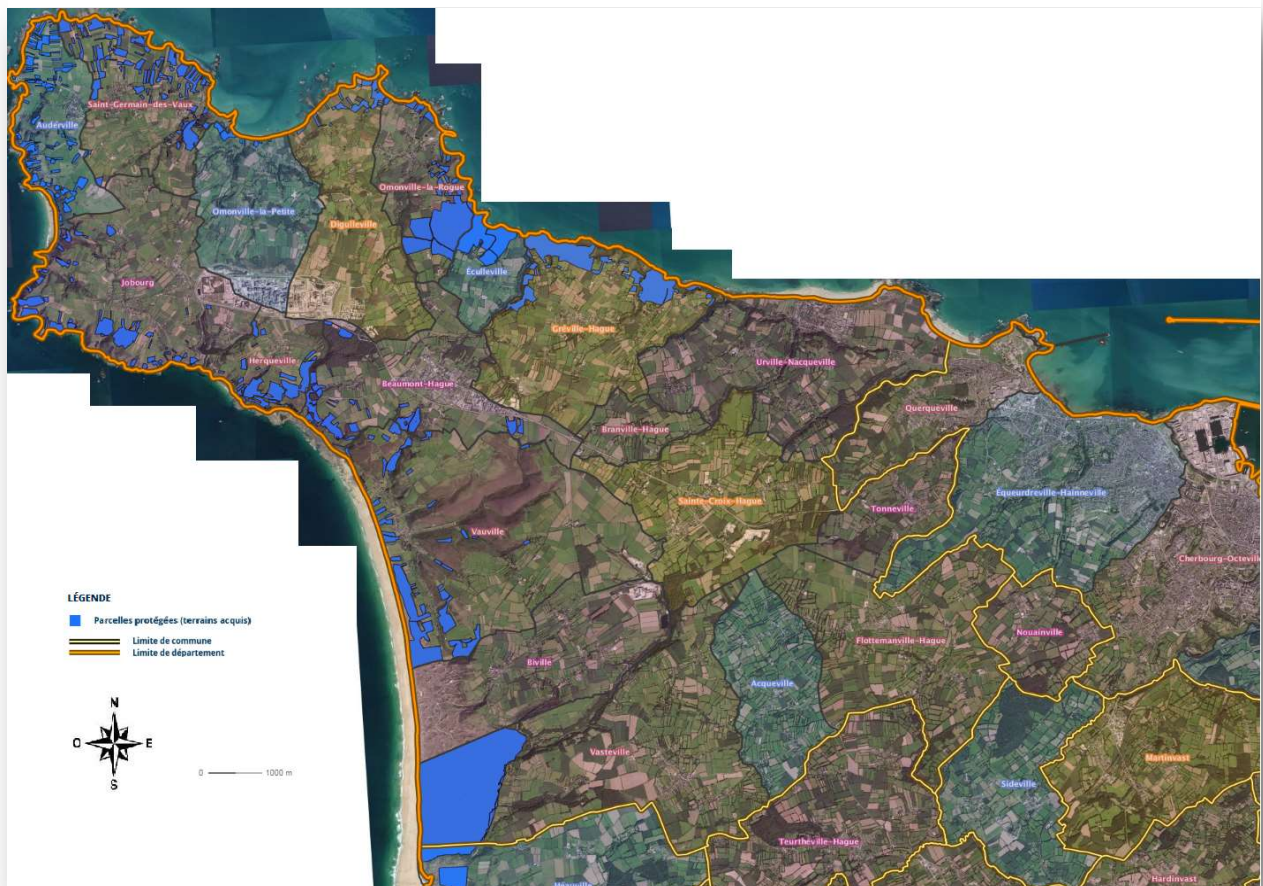 Saint-Germain-des-Vaux
Auderville
Omonville-la-Rogue
Omonville-la-Petite
Digulleville
Éculleville
Jobourg
Gréville-Hague
Herqueville
Urville-Nacqueville
Beaumont-Hague
Querqueville
Branville-Hague
Équeurdreville-Hainneville
Sainte-Croix-Hague
Tonneville
Vauville
Cherbourg-Octeville
LÉGENDE
Parcelles protégées (terrains acquis)
Limite de commune
Limite de département
Nouainville
Flottemanville-Hague
Biville
Acqueville
N
O E
S
0 1000 m
Vasteville
Martinvast
Sideville
Teurthéville-Hague
Hardinvast
Héauville